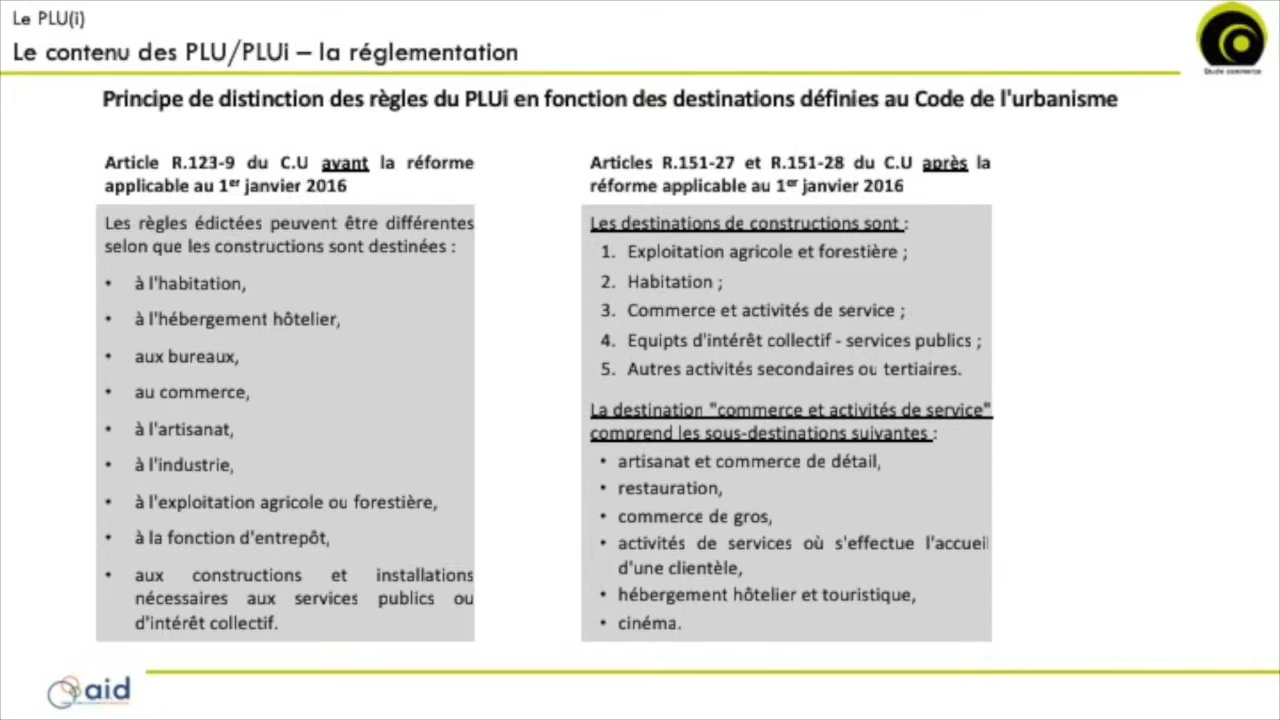 Le PLU(i)
Le contenu des PLU/PLUi – la réglementation
Etude commerce
Principe de distinction des règles du PLUi en fonction des destinations définies au Code de l'urbanisme
Article R.123-9 du C.U avant la réforme
applicable au 1er janvier 2016
Les règles édictées peuvent être différentes
selon que les constructions sont destinées :
• à l'habitation,
• à l'hébergement hôtelier,
• aux bureaux,
• au commerce,
• à l'artisanat,
• à l'industrie,
• à l'exploitation agricole ou forestière,
• à la fonction d'entrepôt,
• aux constructions et installations
nécessaires aux services publics ou
d'intérêt collectif.
Articles R.151-27 et R.151-28 du C.U après la
réforme applicable au 1er janvier 2016
Les destinations de constructions sont :
1. Exploitation agricole et forestière ;
2. Habitation ;
3. Commerce et activités de service ;
4. Equipts d'intérêt collectif - services publics ;
5. Autres activités secondaires ou tertiaires.
La destination "commerce et activités de service"
comprend les sous-destinations suivantes :
• artisanat et commerce de détail,
• restauration,
• commerce de gros,
• activités de services où s'effectue l'accueil
d'une clientèle,
• hébergement hôtelier et touristique,
• cinéma.
aid